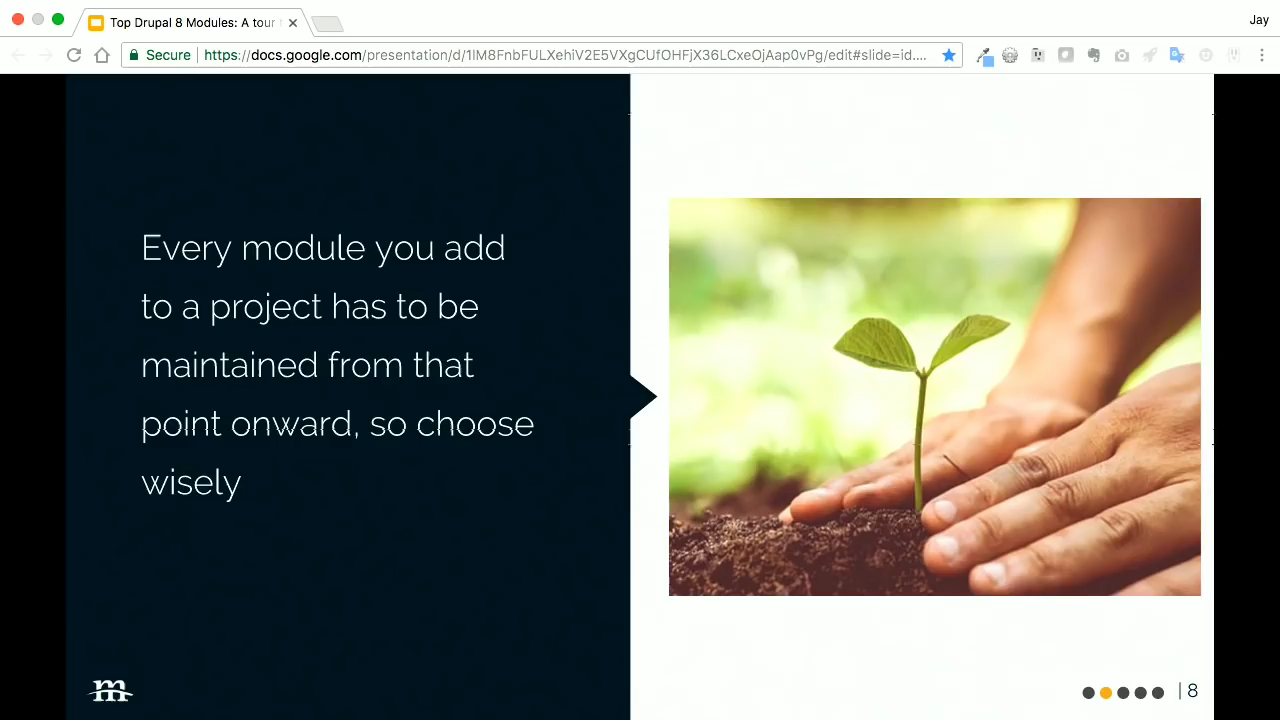 Top Drupal 8 Modules: A tour
Jay
Secure
https://docs.google.com/presentation/d/1IM8FnbFULXehiV2E5VXgCUfOHFjX36LCxeOjAap0vPg/edit#slide=id....
Every module you add
to a project has to be
maintained from that
point onward, so choose
wisely
m
| 8